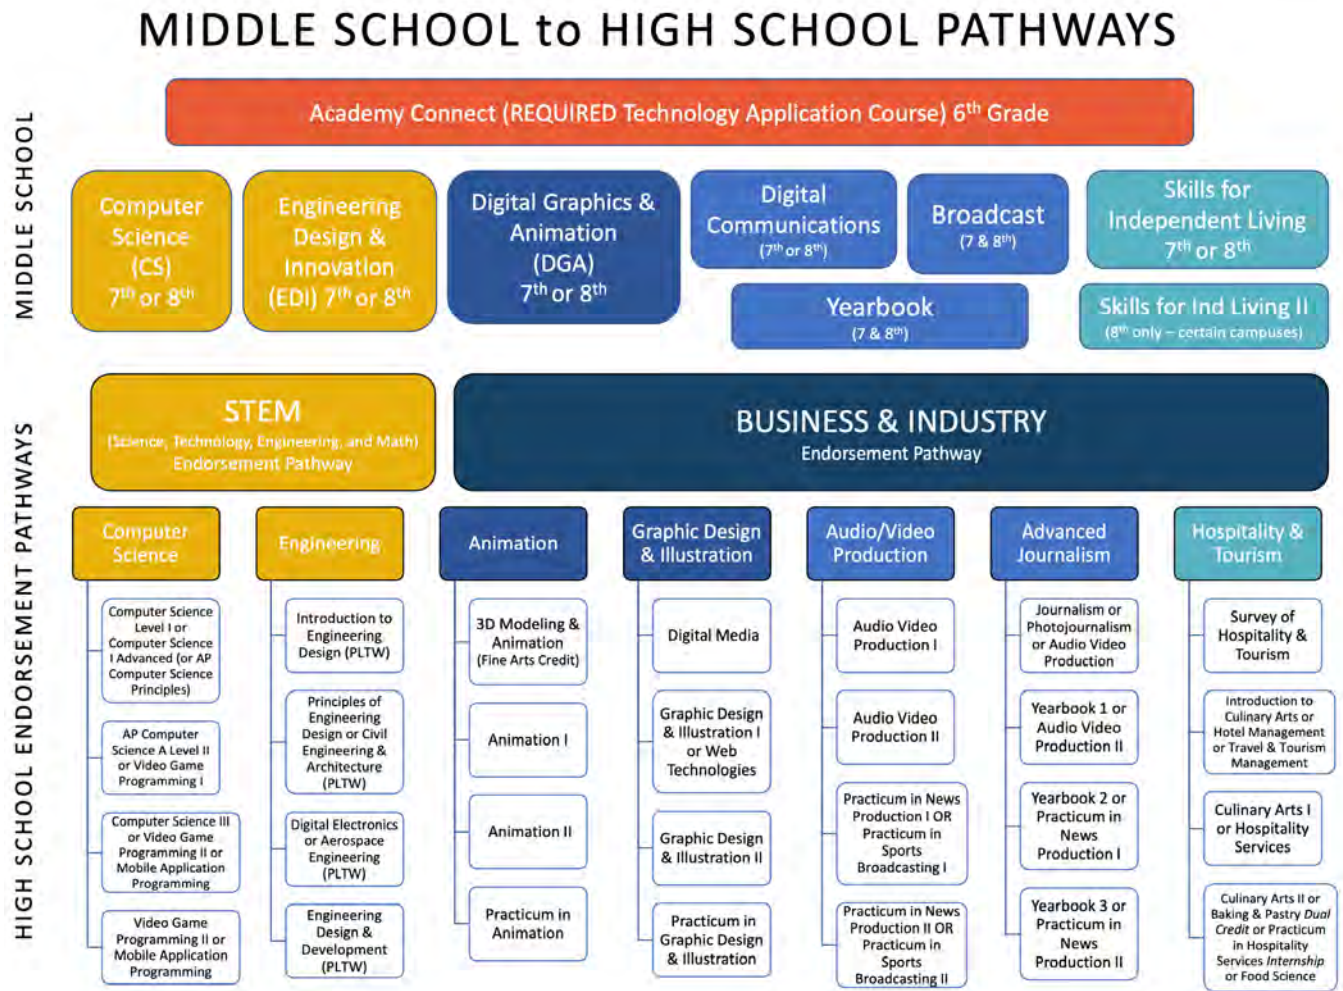 MIDDLE SCHOOL to HIGH SCHOOL PATHWAYS
MIDDLE SCHOOL
Academy Connect (REQUIRED Technology Application Course) 6th Grade
Computer
Science
(CS)
7th or 8th
Engineering
Design &
Innovation
(EDI) 7th or 8th
Digital Graphics &
Animation
(DGA)
7th or 8th
Digital
Communications
(7th or 8th)
Broadcast
(7 & 8th)
Yearbook
(7 & 8th)
Skills for
Independent Living
7th or 8th
Skills for Ind Living II
(8th only – certain campuses)
HIGH SCHOOL ENDORSEMENT PATHWAYS
STEM
(Science, Technology, Engineering, and Math)
Endorsement Pathway
BUSINESS & INDUSTRY
Endorsement Pathway
Computer
Science
Computer Science
Level I or
Computer Science
I Advanced (or AP
Computer Science
Principles)
AP Computer
Science A Level II
or Video Game
Programming I
Computer Science III
or Video Game
Programming II or
Mobile Application
Programming
Video Game
Programming II or
Mobile Application
Programming
Engineering
Introduction to
Engineering
Design (PLTW)
Principles of
Engineering
Design or Civil
Engineering &
Architecture
(PLTW)
Digital Electronics
or Aerospace
Engineering
(PLTW)
Engineering
Design &
Development
(PLTW)
Animation
3D Modeling &
Animation
(Fine Arts Credit)
Animation I
Animation II
Practicum in
Animation
Graphic Design
& Illustration
Digital Media
Graphic Design
& Illustration I
or Web
Technologies
Graphic Design
& Illustration II
Practicum in
Graphic Design
& Illustration
Audio/Video
Production
Audio Video
Production I
Audio Video
Production II
Practicum in News
Production I OR
Practicum in
Sports
Broadcasting I
Practicum in News
Production II OR
Practicum in
Sports
Broadcasting II
Advanced
Journalism
Journalism or
Photojournalism
or Audio Video
Production
Yearbook 1 or
Audio Video
Production II
Yearbook 2 or
Practicum in
News
Production I
Yearbook 3 or
Practicum in
News
Production II
Hospitality &
Tourism
Survey of
Hospitality &
Tourism
Introduction to
Culinary Arts or
Hotel Management
or Travel & Tourism
Management
Culinary Arts I
or Hospitality
Services
Culinary Arts II or
Baking & Pastry Dual
Credit or Practicum
in Hospitality
Services Internship
or Food Science